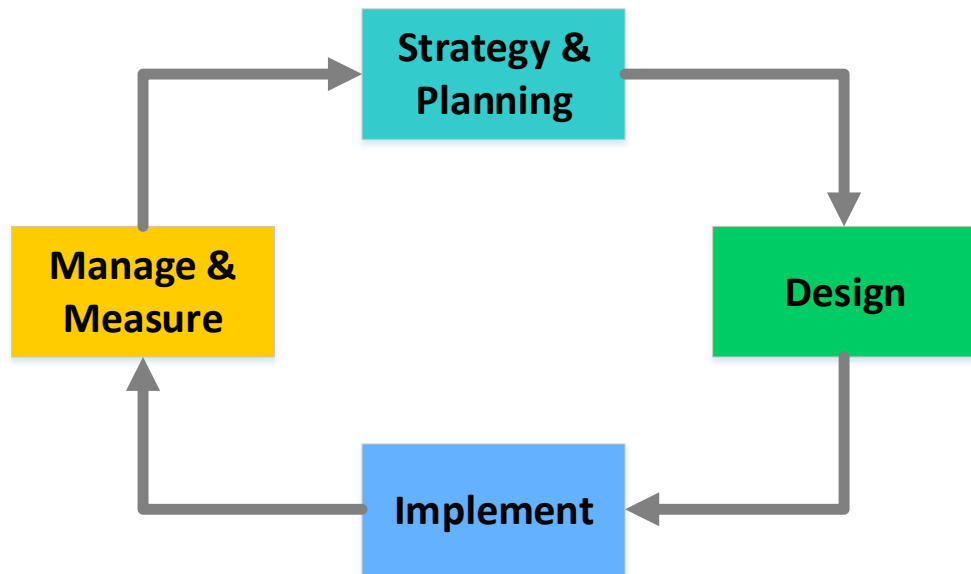 Strategy &
Planning
Manage &
Measure
Design
Implement